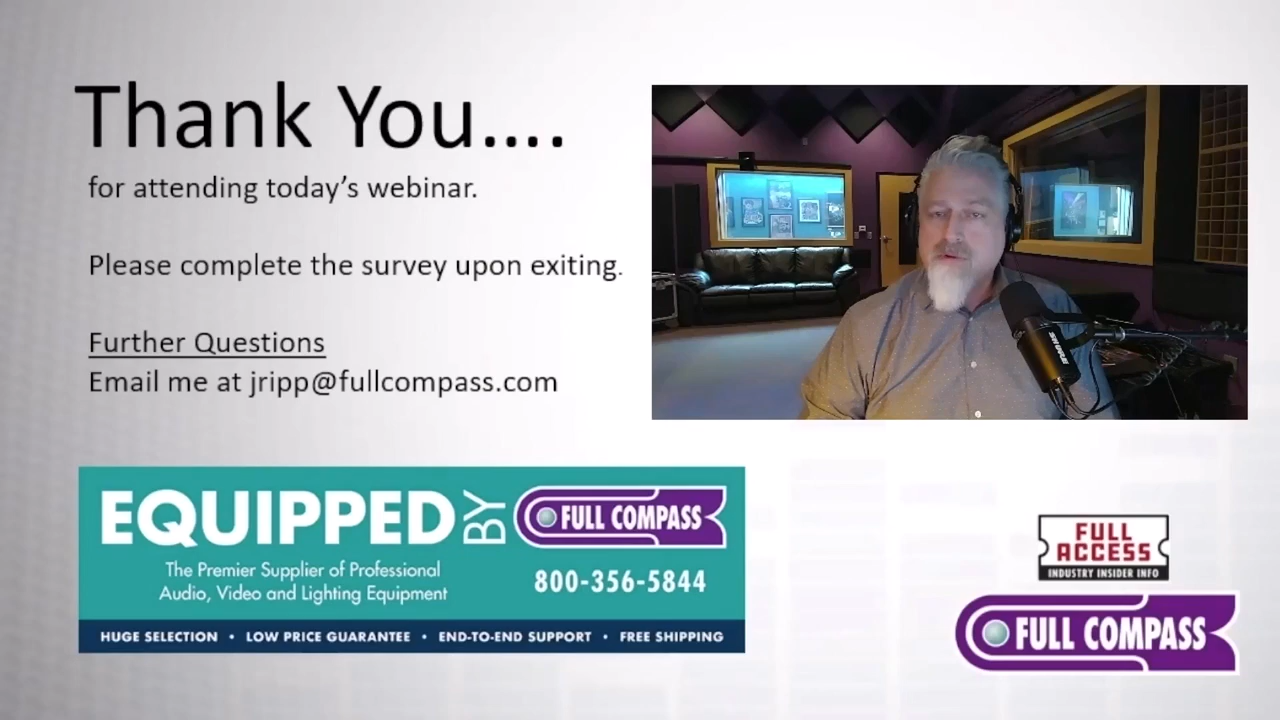 Thank You....
for attending today's webinar.
Please complete the survey upon exiting.
Further Questions
Email me at jripp@fullcompass.com
EQUIPPED BY FULL COMPASS
The Premier Supplier of Professional
Audio, Video and Lighting Equipment
800-356-5844
HUGE SELECTION • LOW PRICE GUARANTEE • END-TO-END SUPPORT • FREE SHIPPING
SHURE
FULL
ACCESS
INDUSTRY INSIDER INFO
FULL COMPASS